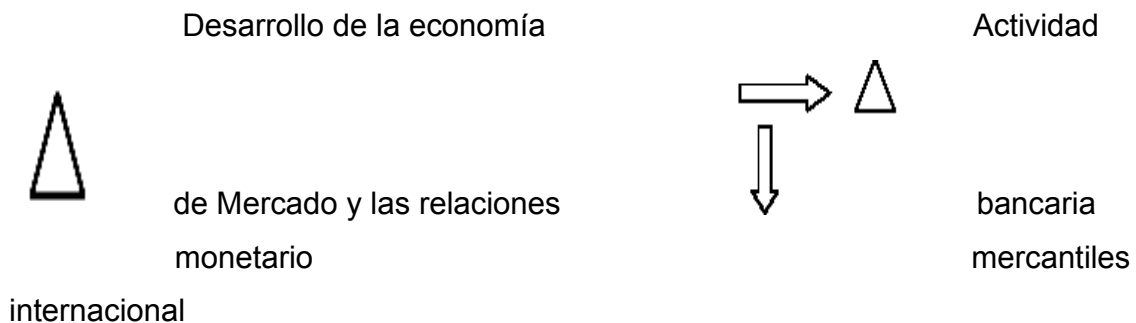 Desarrollo de la economía Actividad
de Mercado y las relaciones bancaria
monetario mercantiles
internacional